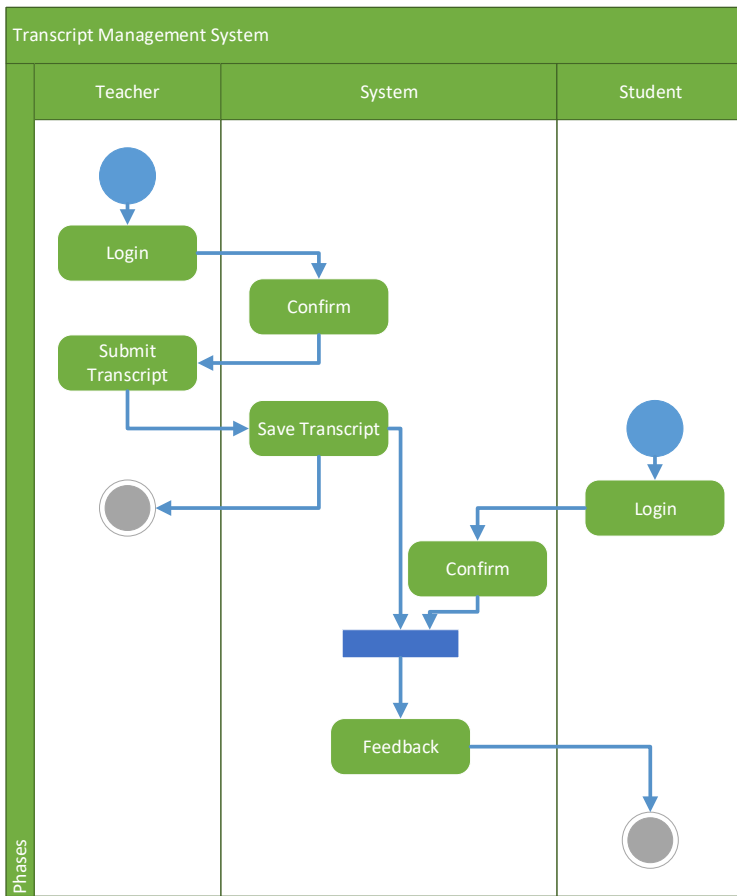 Transcript Management System
Teacher
System
Student
Login
Confirm
Submit
Transcript
Save Transcript
Login
Confirm
Feedback
Phases